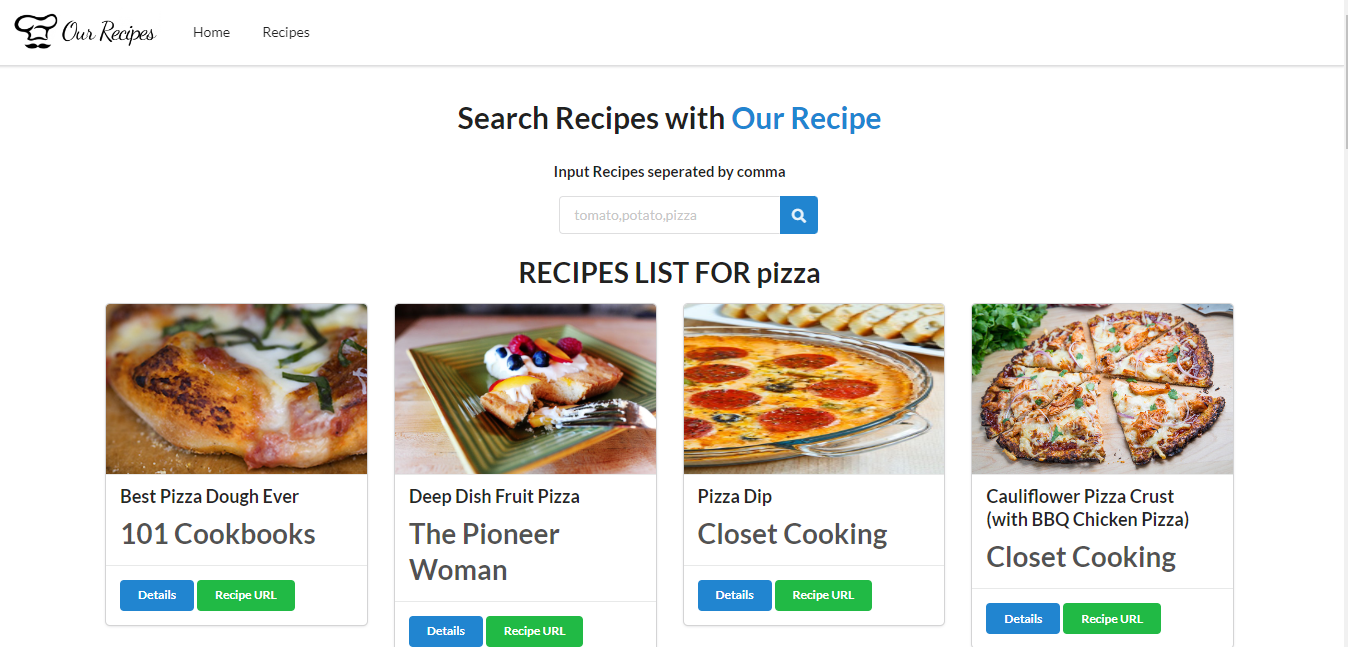 Our Recipes
Home
Recipes
Search Recipes with Our Recipe
Input Recipes seperated by comma
tomato,potato,pizza
RECIPES LIST FOR pizza
Best Pizza Dough Ever
101 Cookbooks
Details
Recipe URL
Deep Dish Fruit Pizza
The Pioneer
Woman
Details
Recipe URL
Pizza Dip
Closet Cooking
Details
Recipe URL
Cauliflower Pizza Crust
(with BBQ Chicken Pizza)
Closet Cooking
Details
Recipe URL